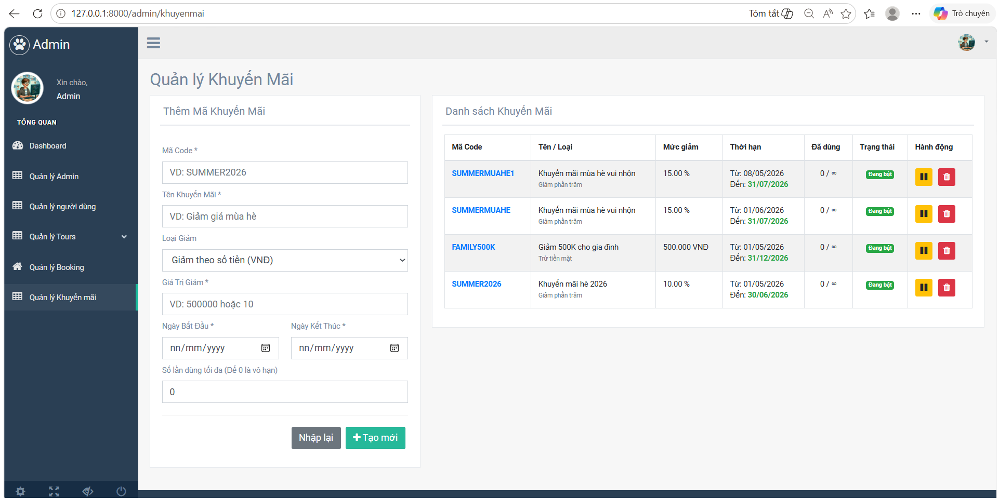 127.0.0.1:8000/admin/khuyenmai
Tóm tắt
Trò chuyện
Admin
Xin chào,
Admin
TỔNG QUAN
Dashboard
Quản lý Admin
Quản lý người dùng
Quản lý Tours
Quản lý Booking
Quản lý Khuyến mãi
Quản lý Khuyến Mãi
Thêm Mã Khuyến Mãi
Mã Code *
VD: SUMMER2026
Tên Khuyến Mãi *
VD: Giảm giá mùa hè
Loại Giảm
Giảm theo số tiền (VNĐ)
Giá Trị Giảm *
VD: 500000 hoặc 10
Ngày Bắt Đầu * Ngày Kết Thúc *
nn/mm/yyyy nn/mm/yyyy
Số lần dùng tối đa (Để 0 là vô hạn)
0
Nhập lại Tạo mới
Danh sách Khuyến Mãi
Mã Code Tên / Loại Mức giảm Thời hạn Đã dùng Trạng thái Hành động
SUMMERMUAHE1 Khuyến mãi mùa hè vui nhộn 15.00 % Từ: 08/05/2026 0 / ∞ Đang bật
Giảm phần trăm Đến: 31/07/2026
SUMMERMUAHE Khuyến mãi mùa hè vui nhộn 15.00 % Từ: 01/06/2026 0 / ∞ Đang bật
Giảm phần trăm Đến: 31/07/2026
FAMILY500K Giảm 500K cho gia đình 500.000 VNĐ Từ: 01/05/2026 0 / ∞ Đang bật
Trừ tiền mặt Đến: 31/12/2026
SUMMER2026 Khuyến mãi hè 2026 10.00 % Từ: 01/05/2026 0 / ∞ Đang bật
Giảm phần trăm Đến: 30/06/2026